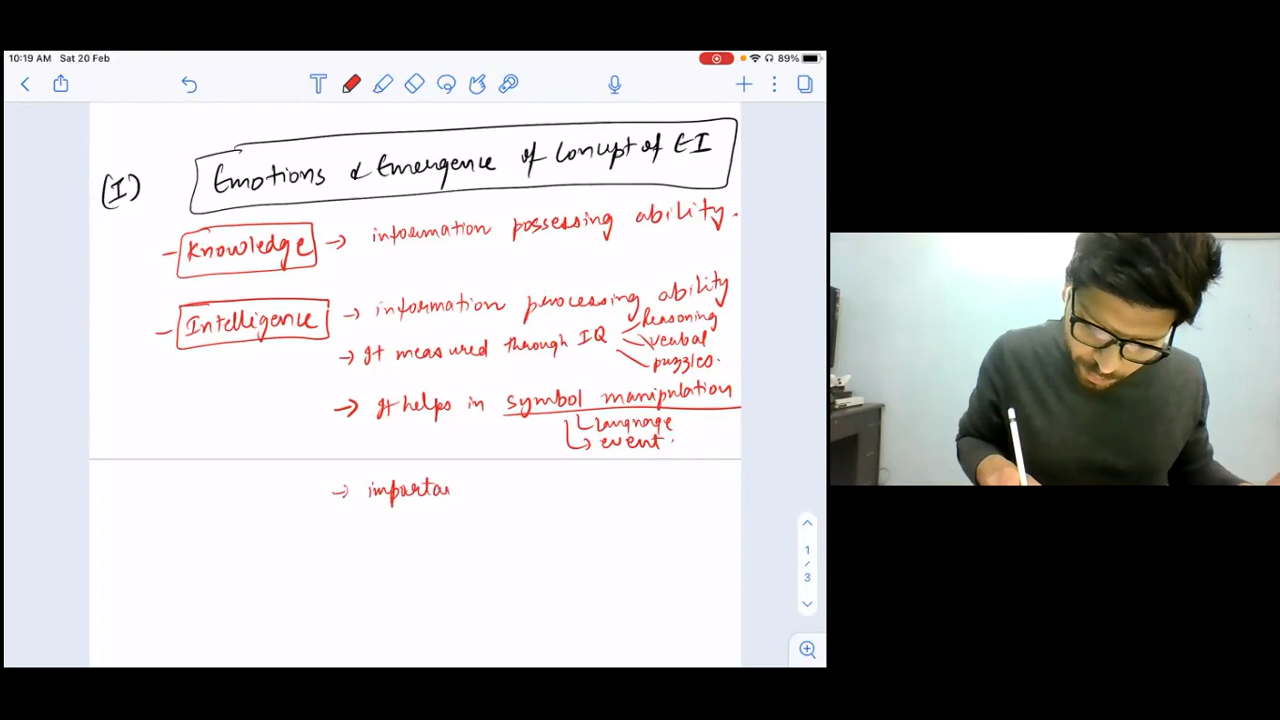 10:19 AM Sat 20 Feb
89%
T
(I) Emotions & Emergence of Concept of EI
- Knowledge → information possessing ability.
- Intelligence → information processing ability
→ It measured through IQ
Reasoning
Verbal
puzzles.
→ It helps in symbol manipulation
language
→ event.
→ importa
1
/
3